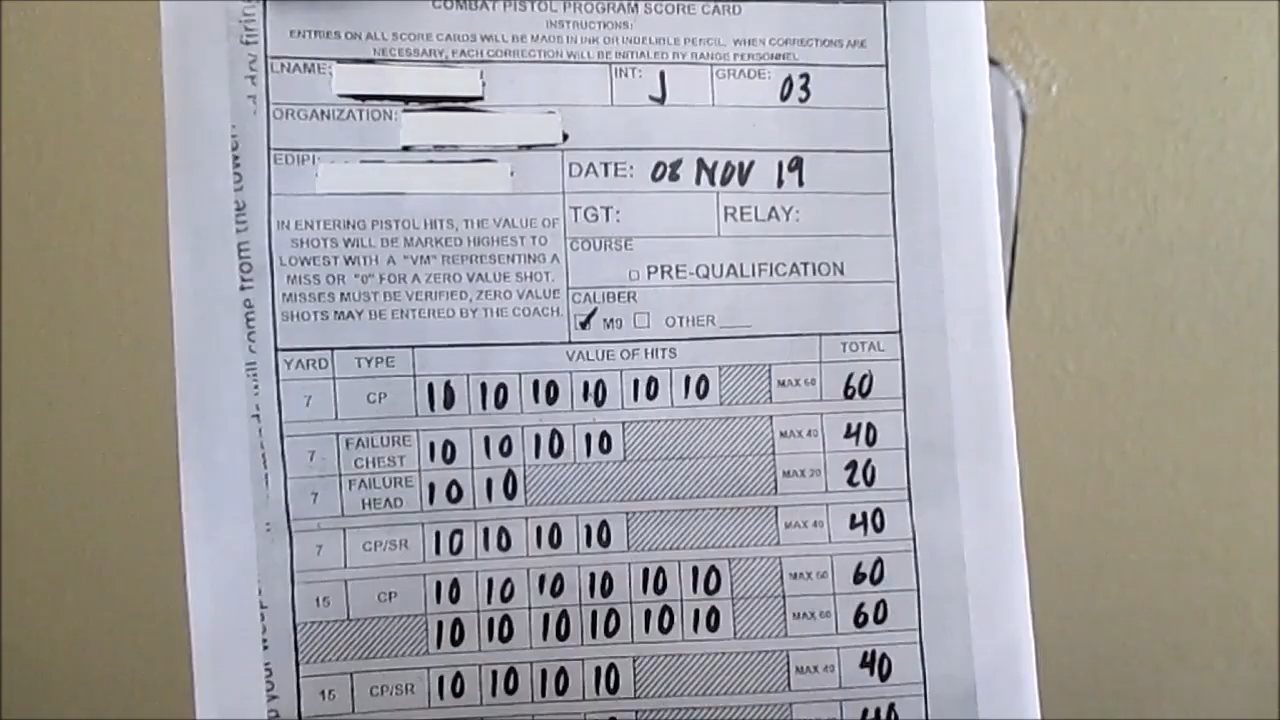 COMBAT PISTOL PROGRAM SCORE CARD
INSTRUCTIONS:
ENTRIES ON ALL SCORE CARDS WILL BE MADE IN INK OR INDELIBLE PENCIL. WHEN CORRECTIONS ARE
NECESSARY, EACH CORRECTION WILL BE INITIALED BY RANGE PERSONNEL
LNAME: INT: J GRADE: 03
ORGANIZATION:
EDIPI:
DATE: 08 NOV 19
IN ENTERING PISTOL HITS, THE VALUE OF
SHOTS WILL BE MARKED HIGHEST TO
LOWEST WITH A "VM" REPRESENTING A
MISS OR "0" FOR A ZERO VALUE SHOT.
MISSES MUST BE VERIFIED, ZERO VALUE
SHOTS MAY BE ENTERED BY THE COACH.
TGT: RELAY:
COURSE
PRE-QUALIFICATION
CALIBER
M9 OTHER
YARD TYPE VALUE OF HITS TOTAL
7 CP 10 10 10 10 10 10 MAX 60 60
7 FAILURE CHEST 10 10 10 10 MAX 40 40
7 FAILURE HEAD 10 10 MAX 20 20
7 CP/SR 10 10 10 10 MAX 40 40
15 CP 10 10 10 10 10 10 MAX 60 60
10 10 10 10 10 10 MAX 60 60
15 CP/SR 10 10 10 10 MAX 40 40
will come from the tower.
dry firing